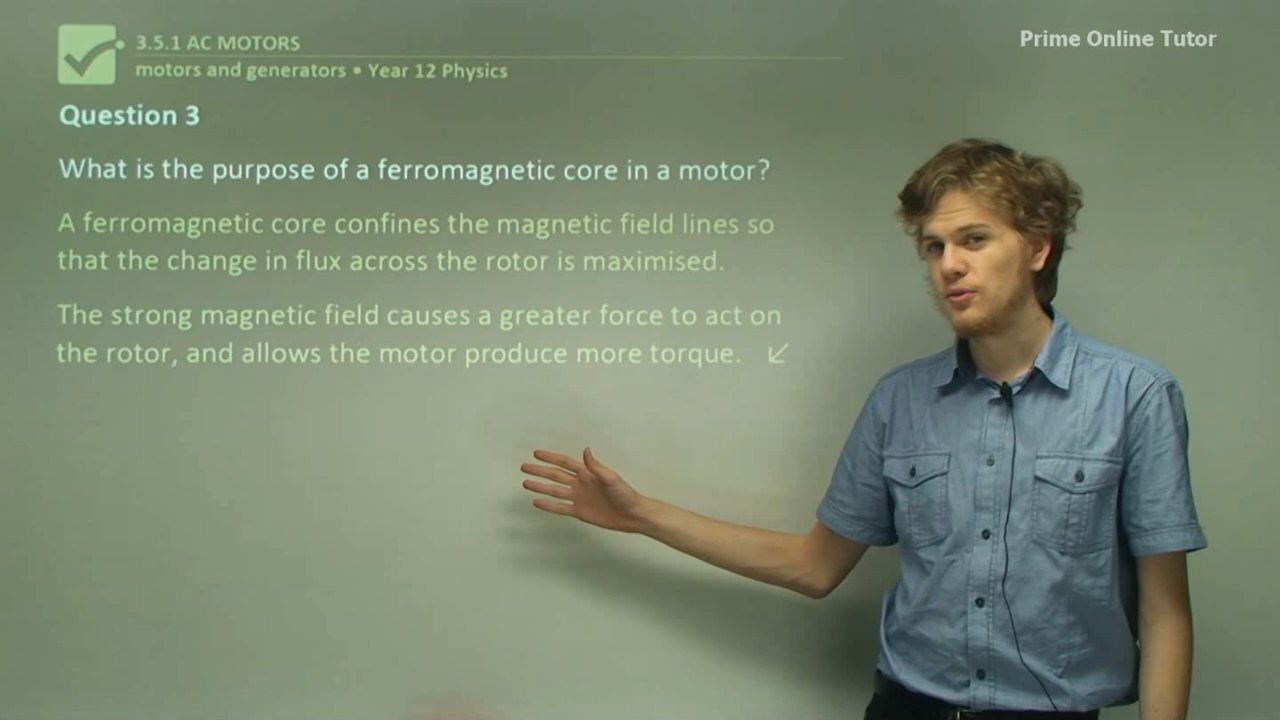 3.5.1 AC MOTORS
motors and generators • Year 12 Physics
Prime Online Tutor
Question 3
What is the purpose of a ferromagnetic core in a motor?
A ferromagnetic core confines the magnetic field lines so
that the change in flux across the rotor is maximised.
The strong magnetic field causes a greater force to act on
the rotor, and allows the motor produce more torque.